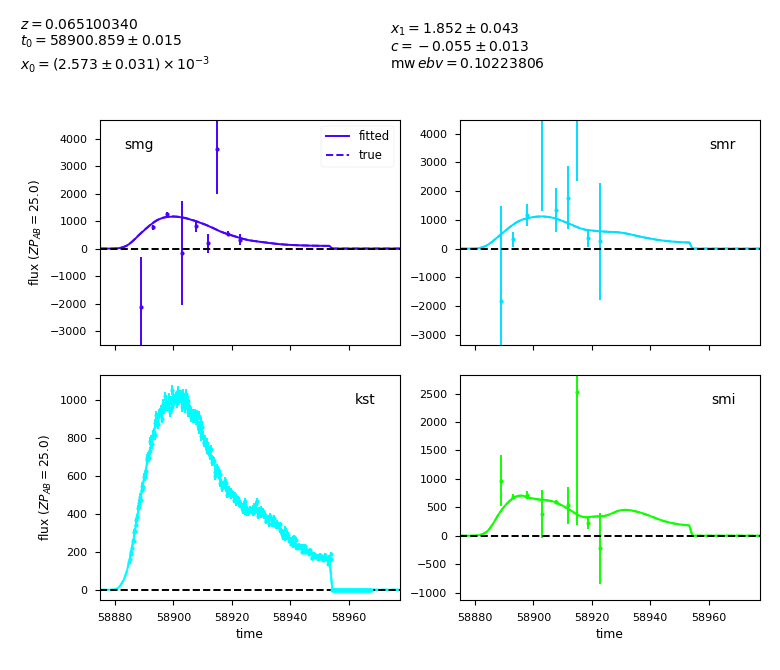 z = 0.065100340
t₀ = 58900.859 ± 0.015
x₀ = (2.573 ± 0.031) × 10⁻³
x₁ = 1.852 ± 0.043
c = −0.055 ± 0.013
mw ebv = 0.10223806
smg
fitted
true
flux (ZP_AB = 25.0)
4000
3000
2000
1000
0
−1000
−2000
−3000
smr
4000
3000
2000
1000
0
−1000
−2000
−3000
kst
flux (ZP_AB = 25.0)
1000
800
600
400
200
0
58880 58900 58920 58940 58960
time
smi
2500
2000
1500
1000
500
0
−500
−1000
58880 58900 58920 58940 58960
time